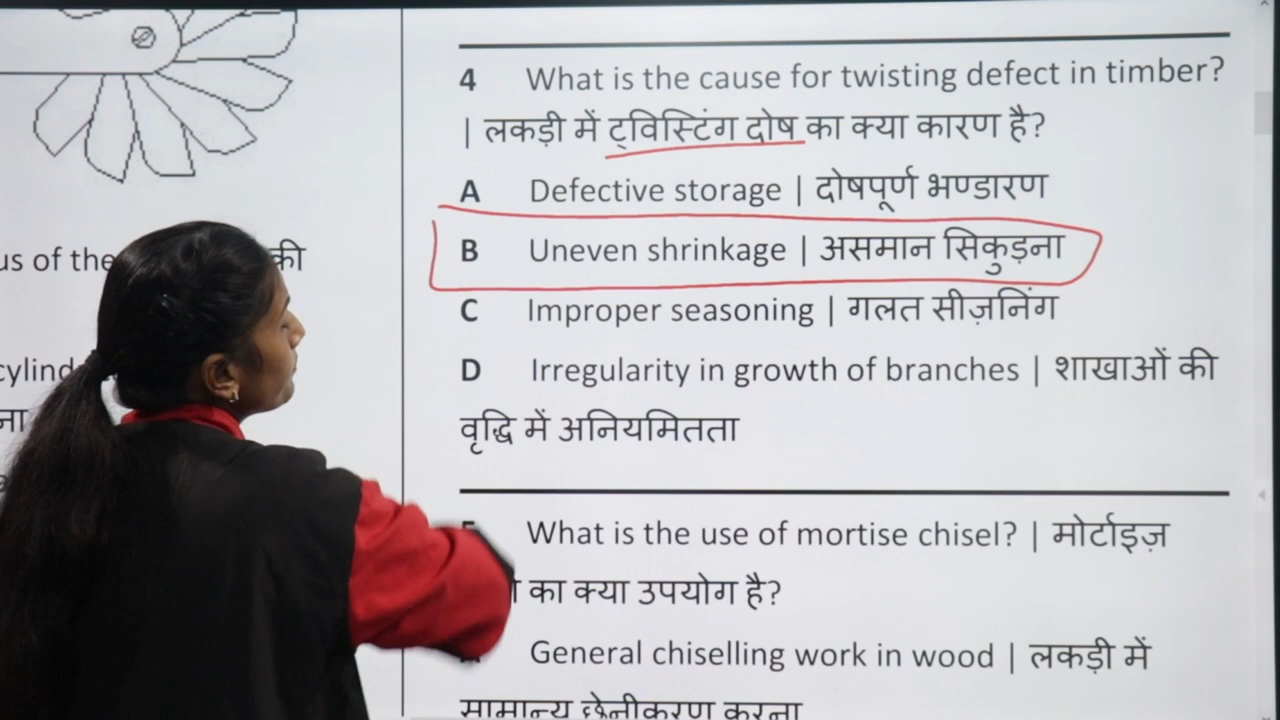 us of the की
cylind
ना
4 What is the cause for twisting defect in timber?
| लकड़ी में ट्विस्टिंग दोष का क्या कारण है?
A Defective storage | दोषपूर्ण भण्डारण
B Uneven shrinkage | असमान सिकुड़ना
C Improper seasoning | गलत सीज़निंग
D Irregularity in growth of branches | शाखाओं की
वृद्धि में अनियमितता
What is the use of mortise chisel? | मोर्टाइज़
का क्या उपयोग है?
General chiselling work in wood | लकड़ी में
सामान्य छेनीकरण करना